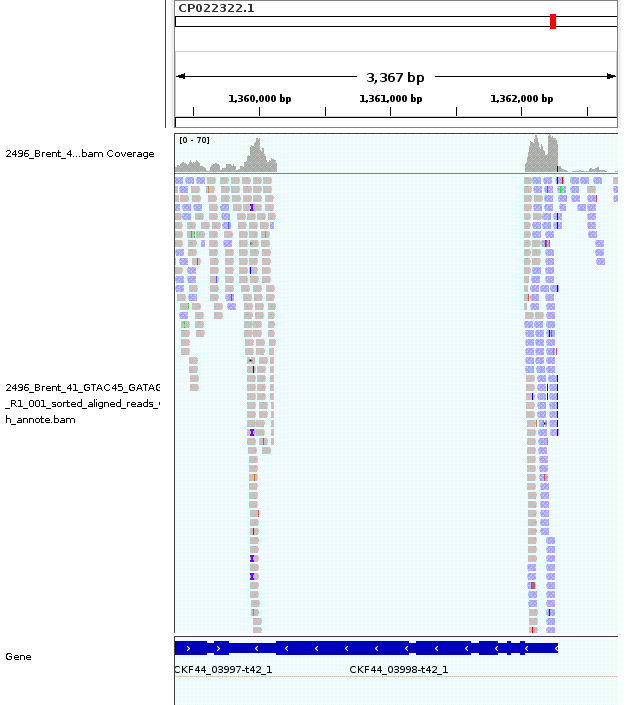 CP022322.1
3,367 bp
1,360,000 bp 1,361,000 bp 1,362,000 bp
[0 - 70]
2496_Brent_4...bam Coverage
2496_Brent_41_GTAC45_GATAG
_R1_001_sorted_aligned_reads_
h_annote.bam
Gene
CKF44_03997-t42_1 CKF44_03998-t42_1